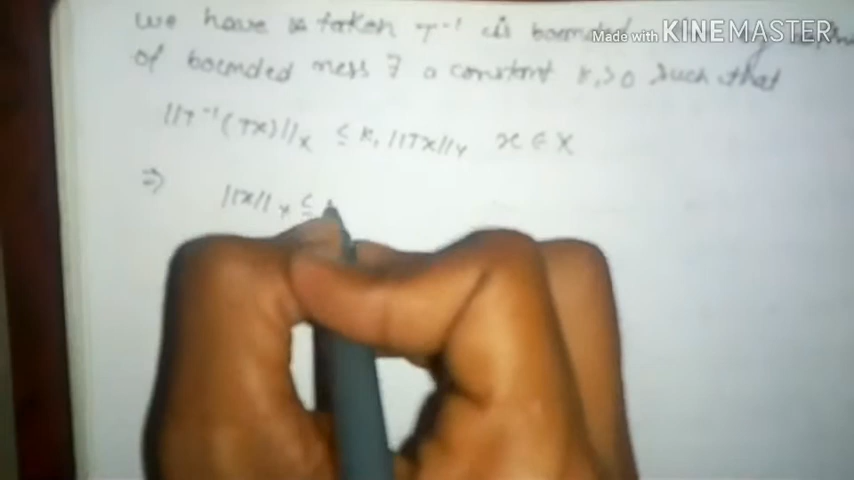 we have taken T⁻¹ is bounded
Made with KINEMASTER
of bounded ness ∃ a constant k₁>0 such that
||T⁻¹(Tx)||ₓ ≤ k₁ ||Tx||ᵧ x ∈ X
⇒ ||x||ₓ ≤